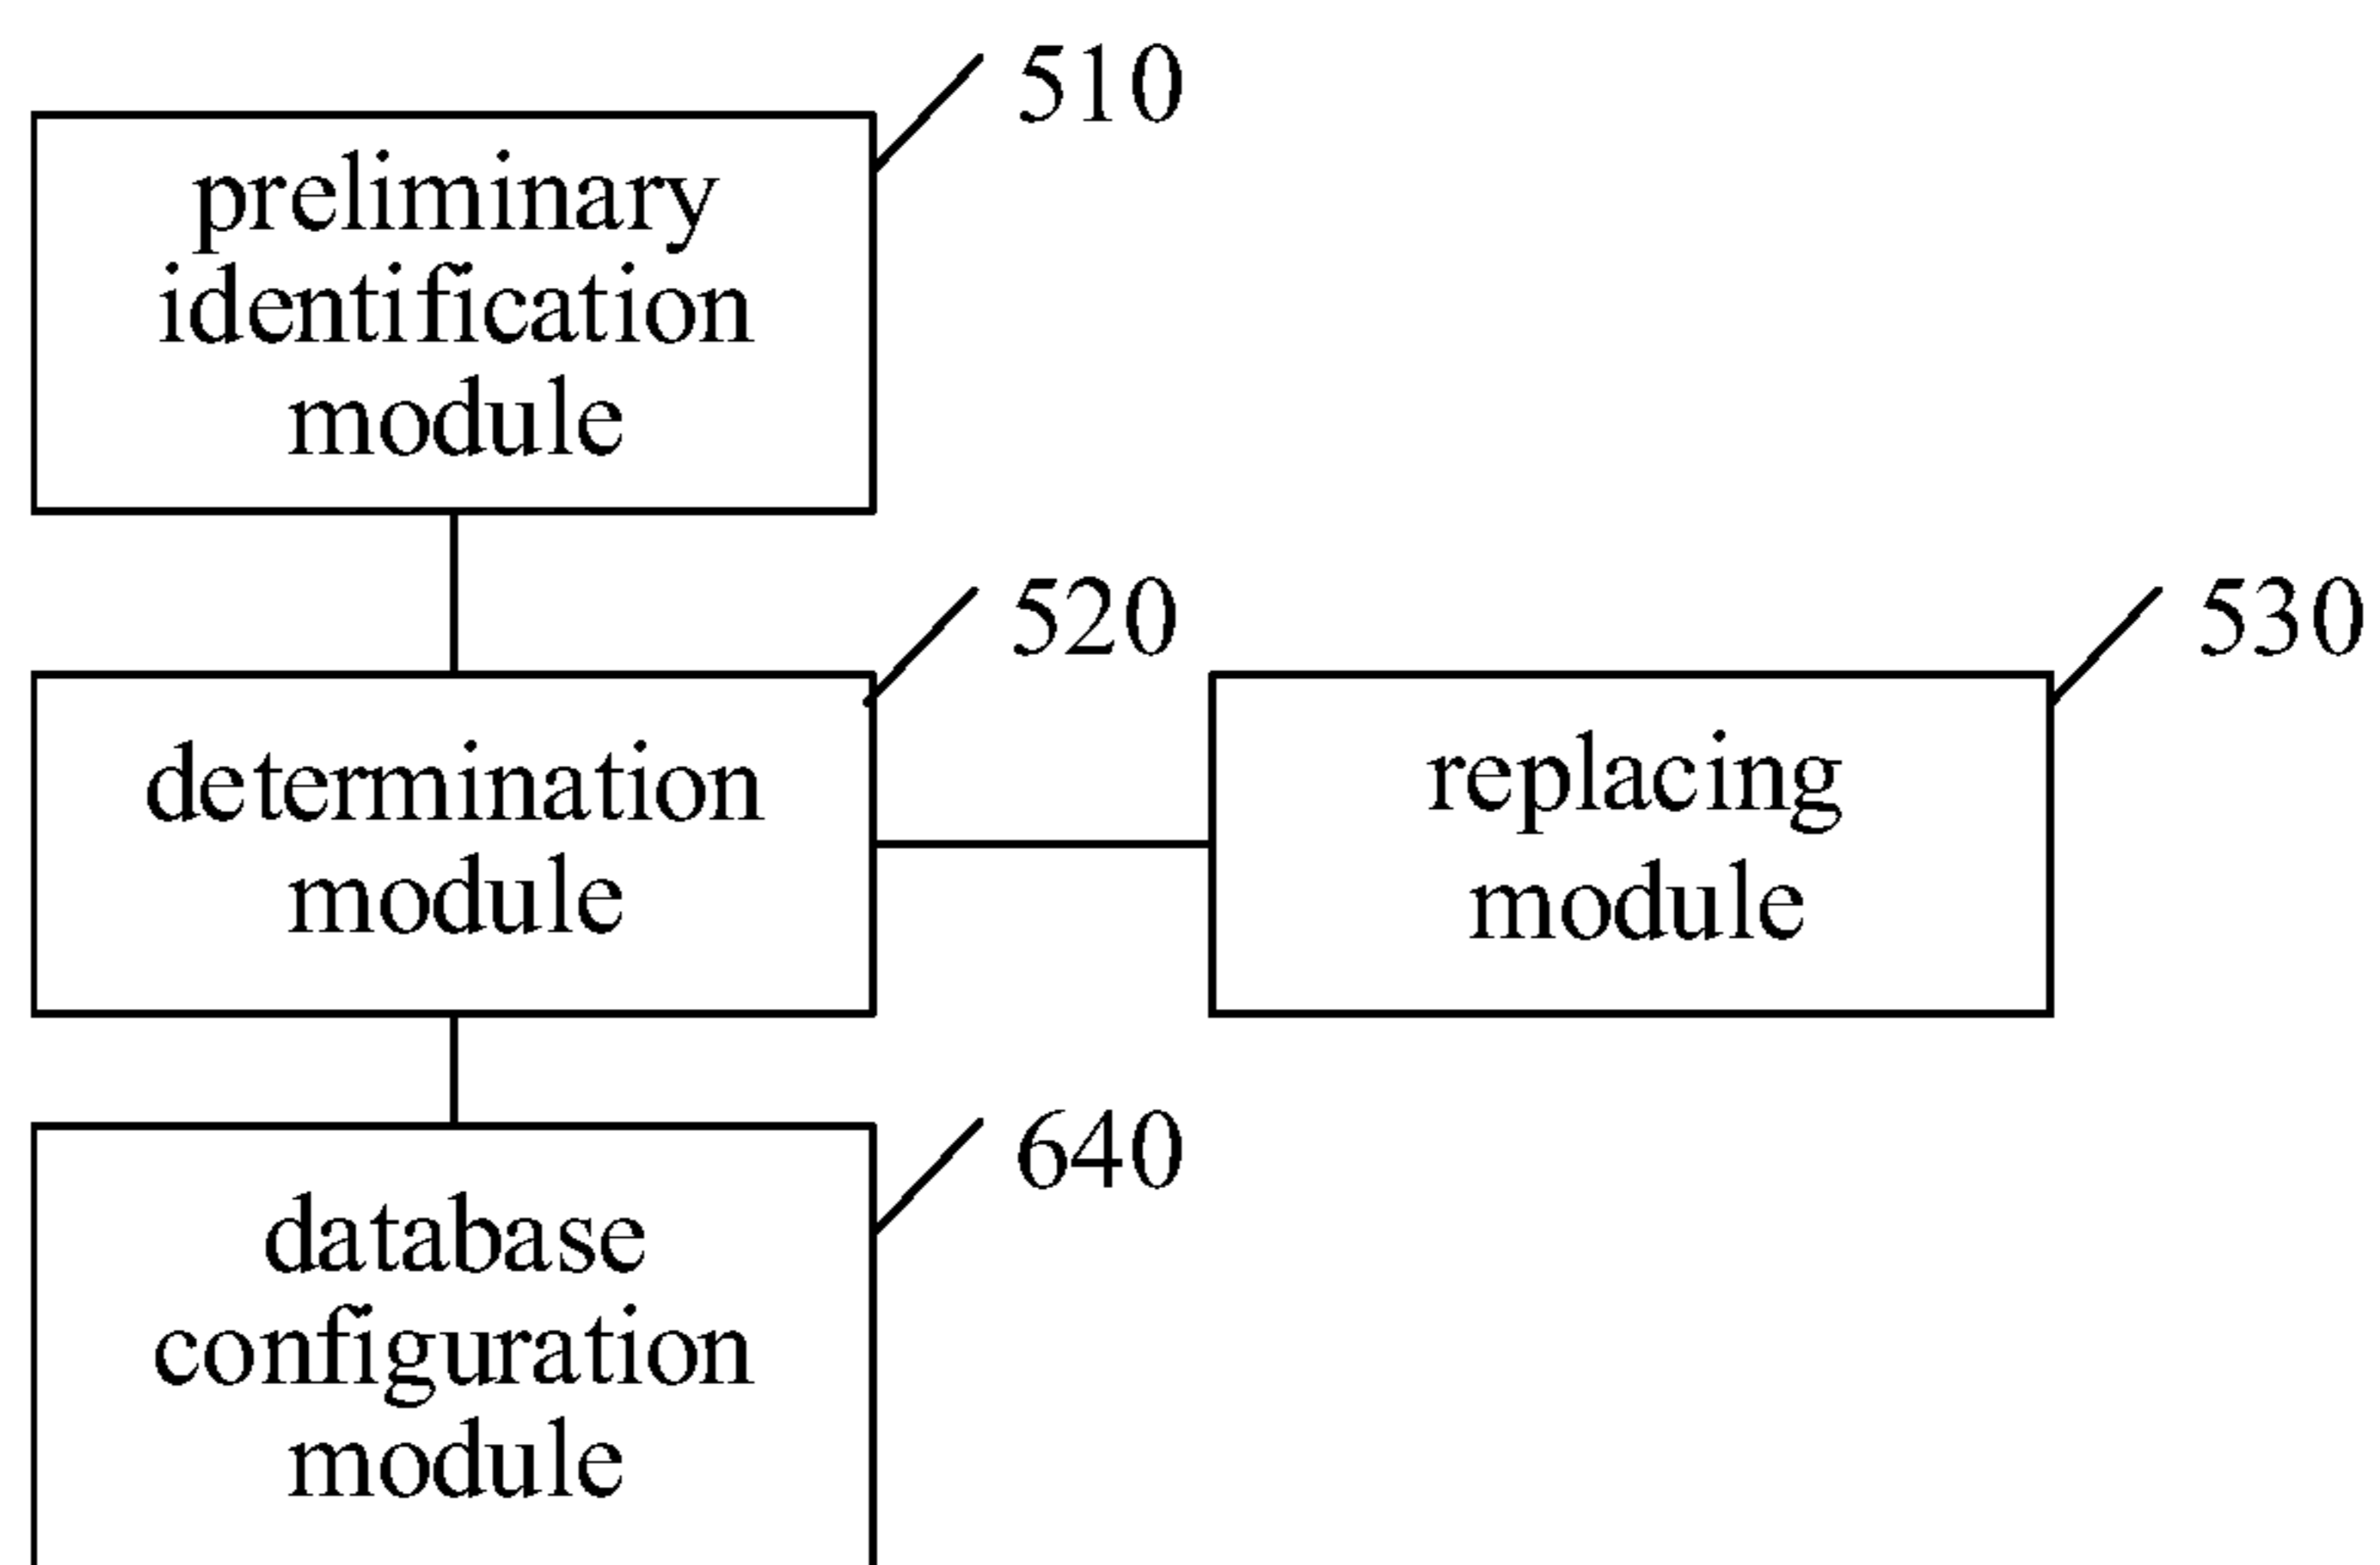 510
preliminary
identification
module
520
530
determination
module
replacing
module
640
database
configuration
module